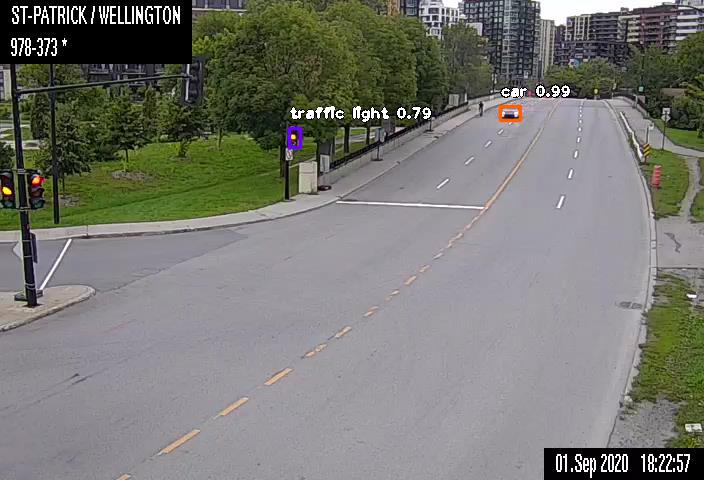 ST-PATRICK / WELLINGTON
978-373 *
car 0.99
traffic light 0.79
01.Sep 2020 18:22:57